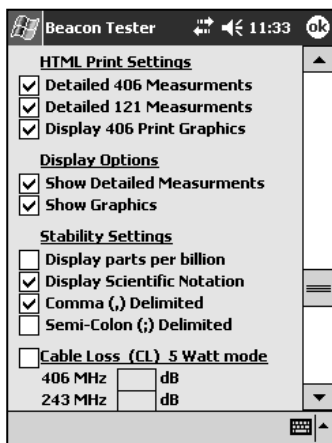 Beacon Tester 11:33 ok
HTML Print Settings
Detailed 406 Measurments
Detailed 121 Measurments
Display 406 Print Graphics
Display Options
Show Detailed Measurments
Show Graphics
Stability Settings
Display parts per billion
Display Scientific Notation
Comma (,) Delimited
Semi-Colon (;) Delimited
Cable Loss (CL) 5 Watt mode
406 MHz dB
243 MHz dB